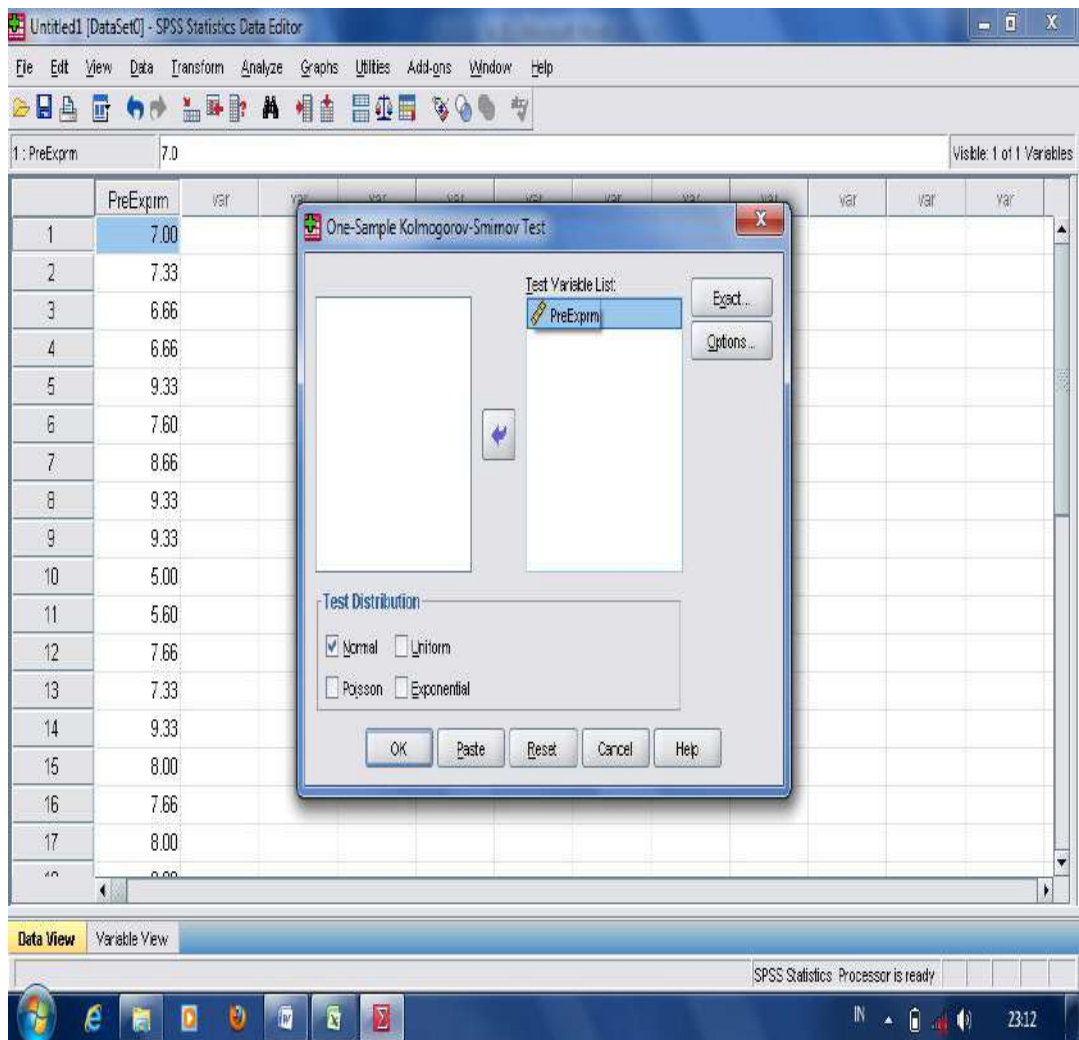 Untitled1 [DataSet0] - SPSS Statistics Data Editor
File Edit View Data Transform Analyze Graphs Utilities Add-ons Window Help
1 : PreExprm 7.0 Visible: 1 of 1 Variables
PreExprm var var var var var var var var var var var
1 7.00
2 7.33
3 6.66
4 6.66
5 9.33
6 7.60
7 8.66
8 9.33
9 9.33
10 5.00
11 5.60
12 7.66
13 7.33
14 9.33
15 8.00
16 7.66
17 8.00
One-Sample Kolmogorov-Smirnov Test
X
Test Variable List:
PreExprm
Exact...
Options...
Test Distribution
Normal Uniform
Poisson Exponential
OK Paste Reset Cancel Help
Data View Variable View
SPSS Statistics Processor is ready
IN 23:12